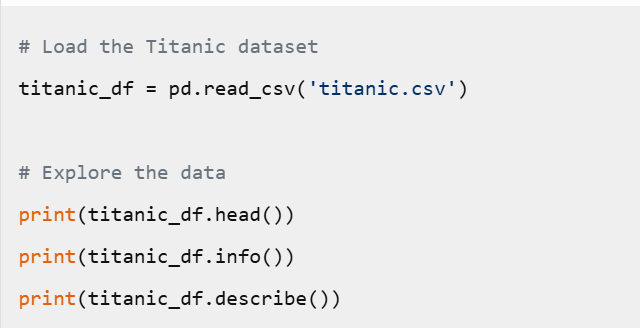 # Load the Titanic dataset
titanic_df = pd.read_csv('titanic.csv')
# Explore the data
print(titanic_df.head())
print(titanic_df.info())
print(titanic_df.describe())